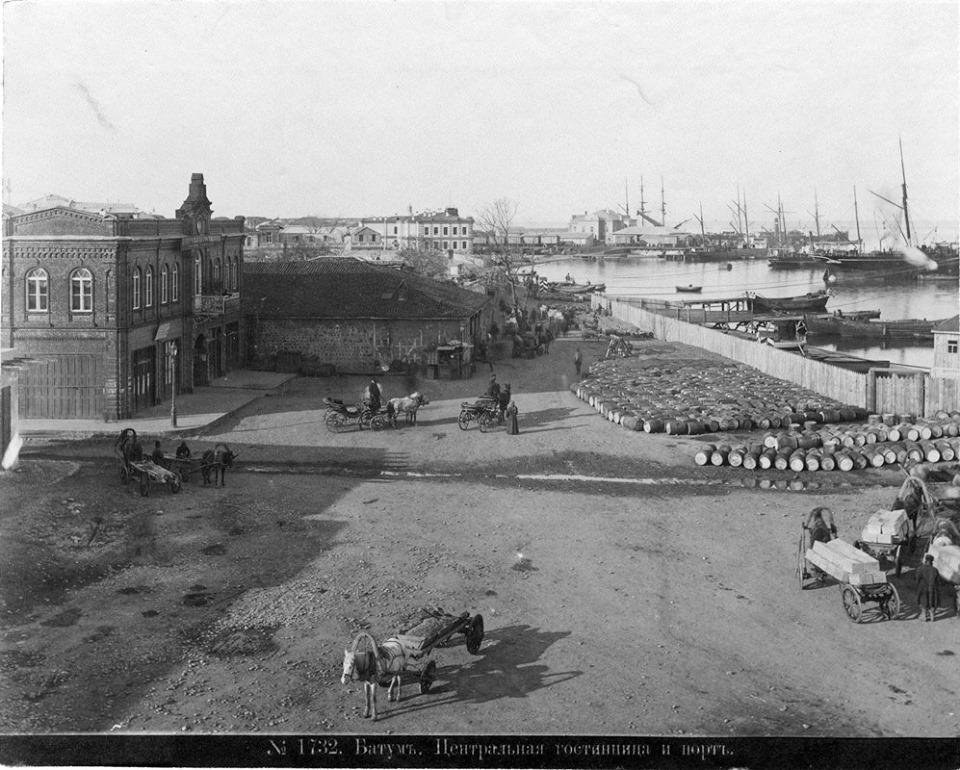 № 1732. Батумъ. Центральная гостинница и портъ.